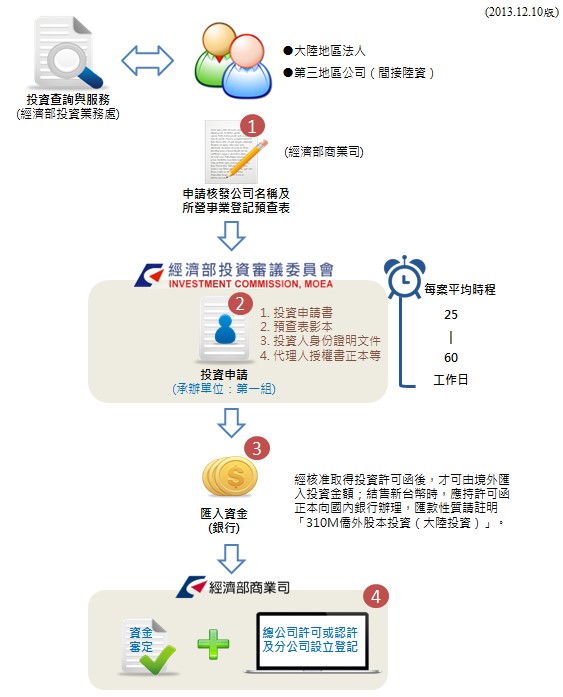 (2013.12.10版)
●大陸地區法人
●第三地區公司（間接陸資）
投資查詢與服務
(經濟部投資業務處)
1
(經濟部商業司)
申請核發公司名稱及
所營事業登記預查表
經濟部投資審議委員會
INVESTMENT COMMISSION, MOEA
2
1. 投資申請書
2. 預查表影本
3. 投資人身份證明文件
4. 代理人授權書正本等
投資申請
(承辦單位：第一組)
每案平均時程
25
|
60
工作日
3
匯入資金
(銀行)
經核准取得投資許可函後，才可由境外匯
入投資金額；結售新台幣時，應持許可函
正本向國內銀行辦理，匯款性質請註明
「310M僑外股本投資（大陸投資）」。
經濟部商業司
4
資金
審定
總公司許可或認許
及分公司設立登記